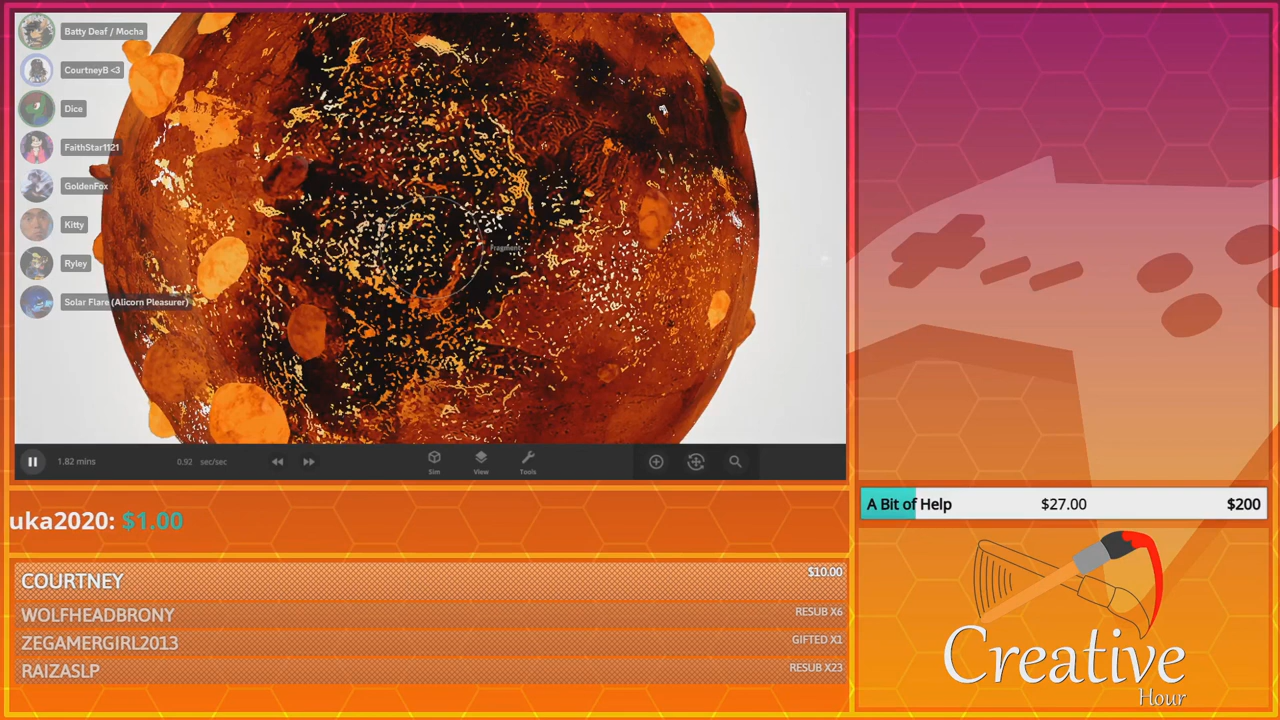 Batty Deaf / Mocha
CourtneyB <3
Dice
FaithStar1121
GoldenFox
Kitty
Ryley
Solar Flare (Alicorn Pleasurer)
Fragment
1.82 mins
0.92 sec/sec
Sim
View
Tools
uka2020: $1.00
A Bit of Help $27.00 $200
COURTNEY $10.00
WOLFHEADBRONY RESUB X6
ZEGAMERGIRL2013 GIFTED X1
RAIZASLP RESUB X23
Creative
Hour